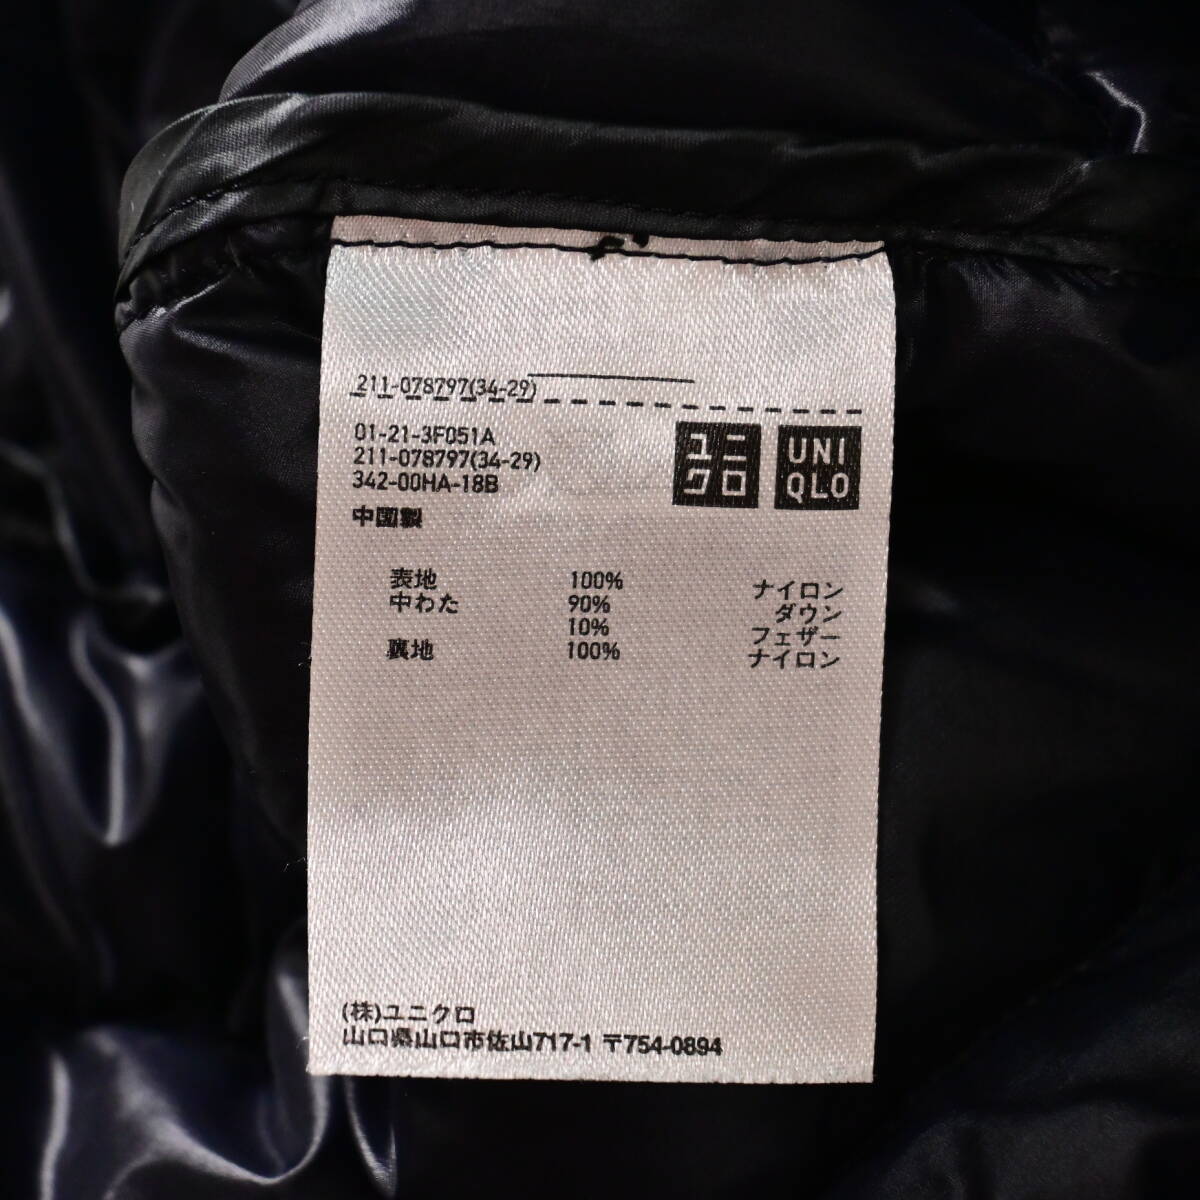 211-078797(34-29)
01-21-3F051A
211-078797(34-29)
342-00HA-18B
中国製
ユニ
クロ
UNI
QLO
表地 100% ナイロン
中わた 90% ダウン
10% フェザー
裏地 100% ナイロン
(株)ユニクロ
山口県山口市佐山717-1 〒754-0894